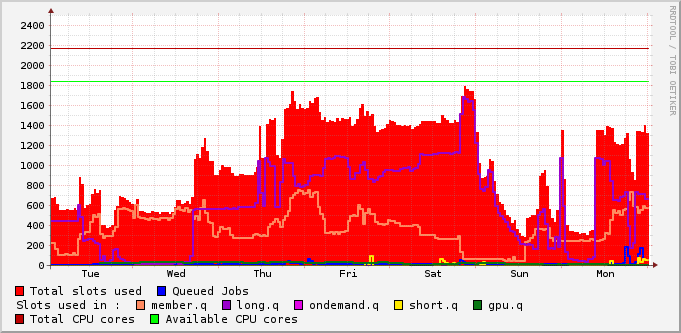 2400
2200
2000
1800
1600
1400
1200
1000
800
600
400
200
0
Tue Wed Thu Fri Sat Sun Mon
RRDTOOL / TOBI OETIKER
Total slots used Queued Jobs
Slots used in : member.q long.q ondemand.q short.q gpu.q
Total CPU cores Available CPU cores